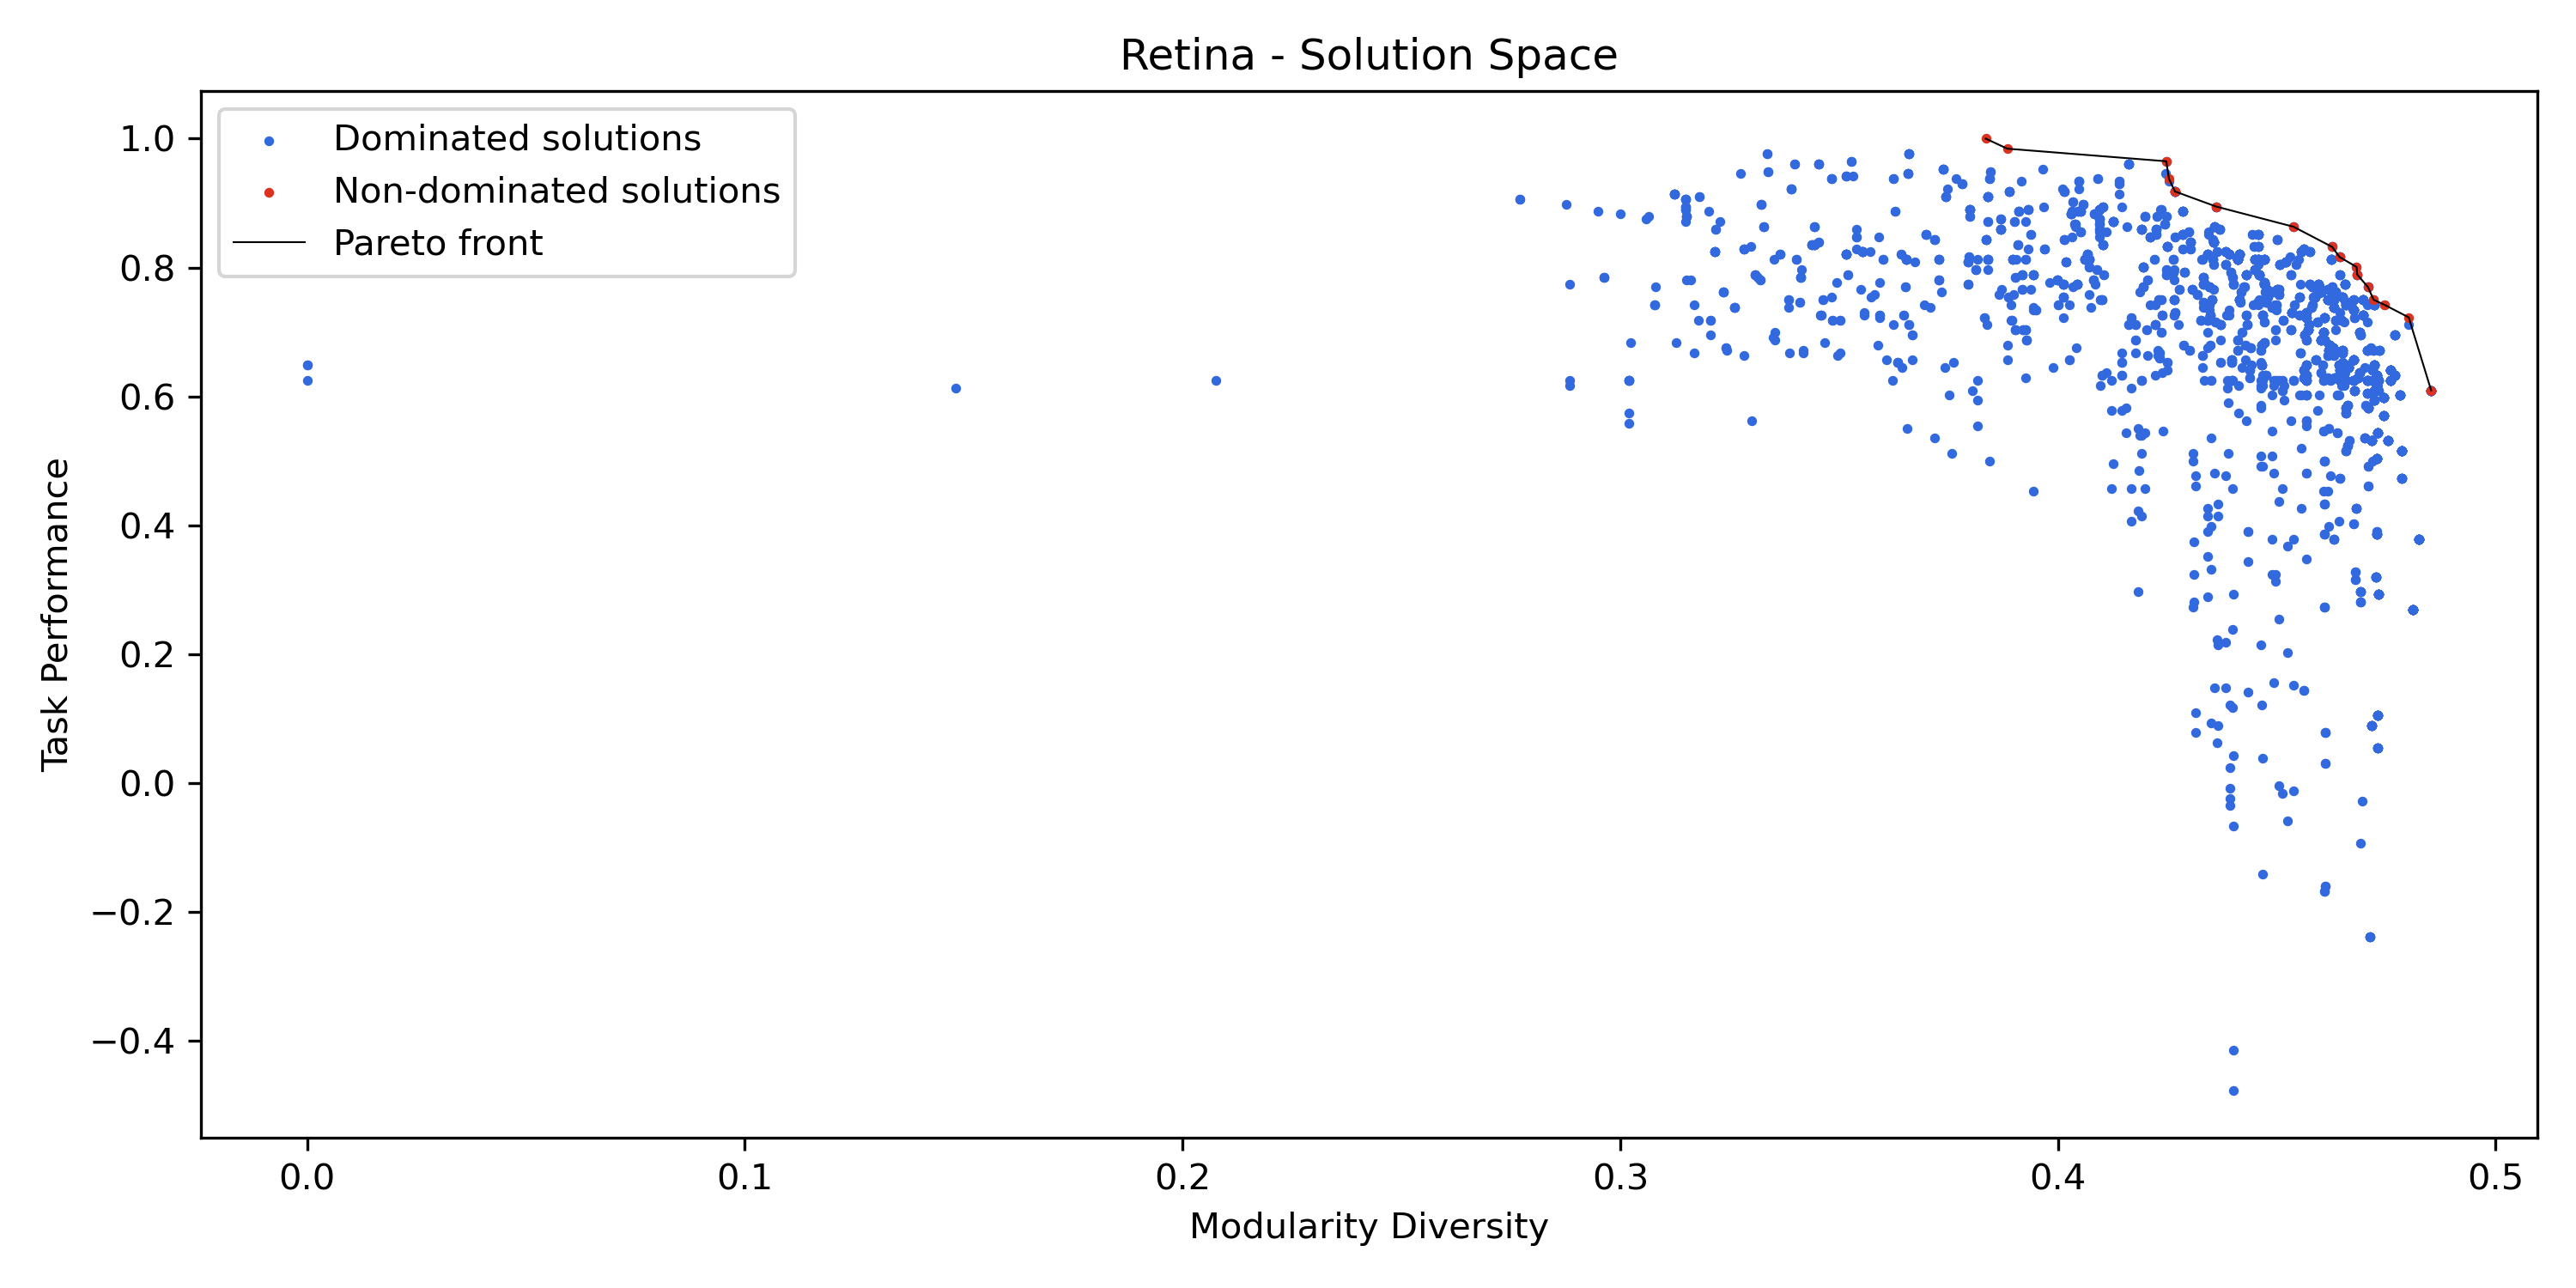 Retina - Solution Space
Dominated solutions
Non-dominated solutions
Pareto front
1.0
0.8
0.6
0.4
0.2
0.0
−0.2
−0.4
Task Performance
0.0
0.1
0.2
0.3
0.4
0.5
Modularity Diversity